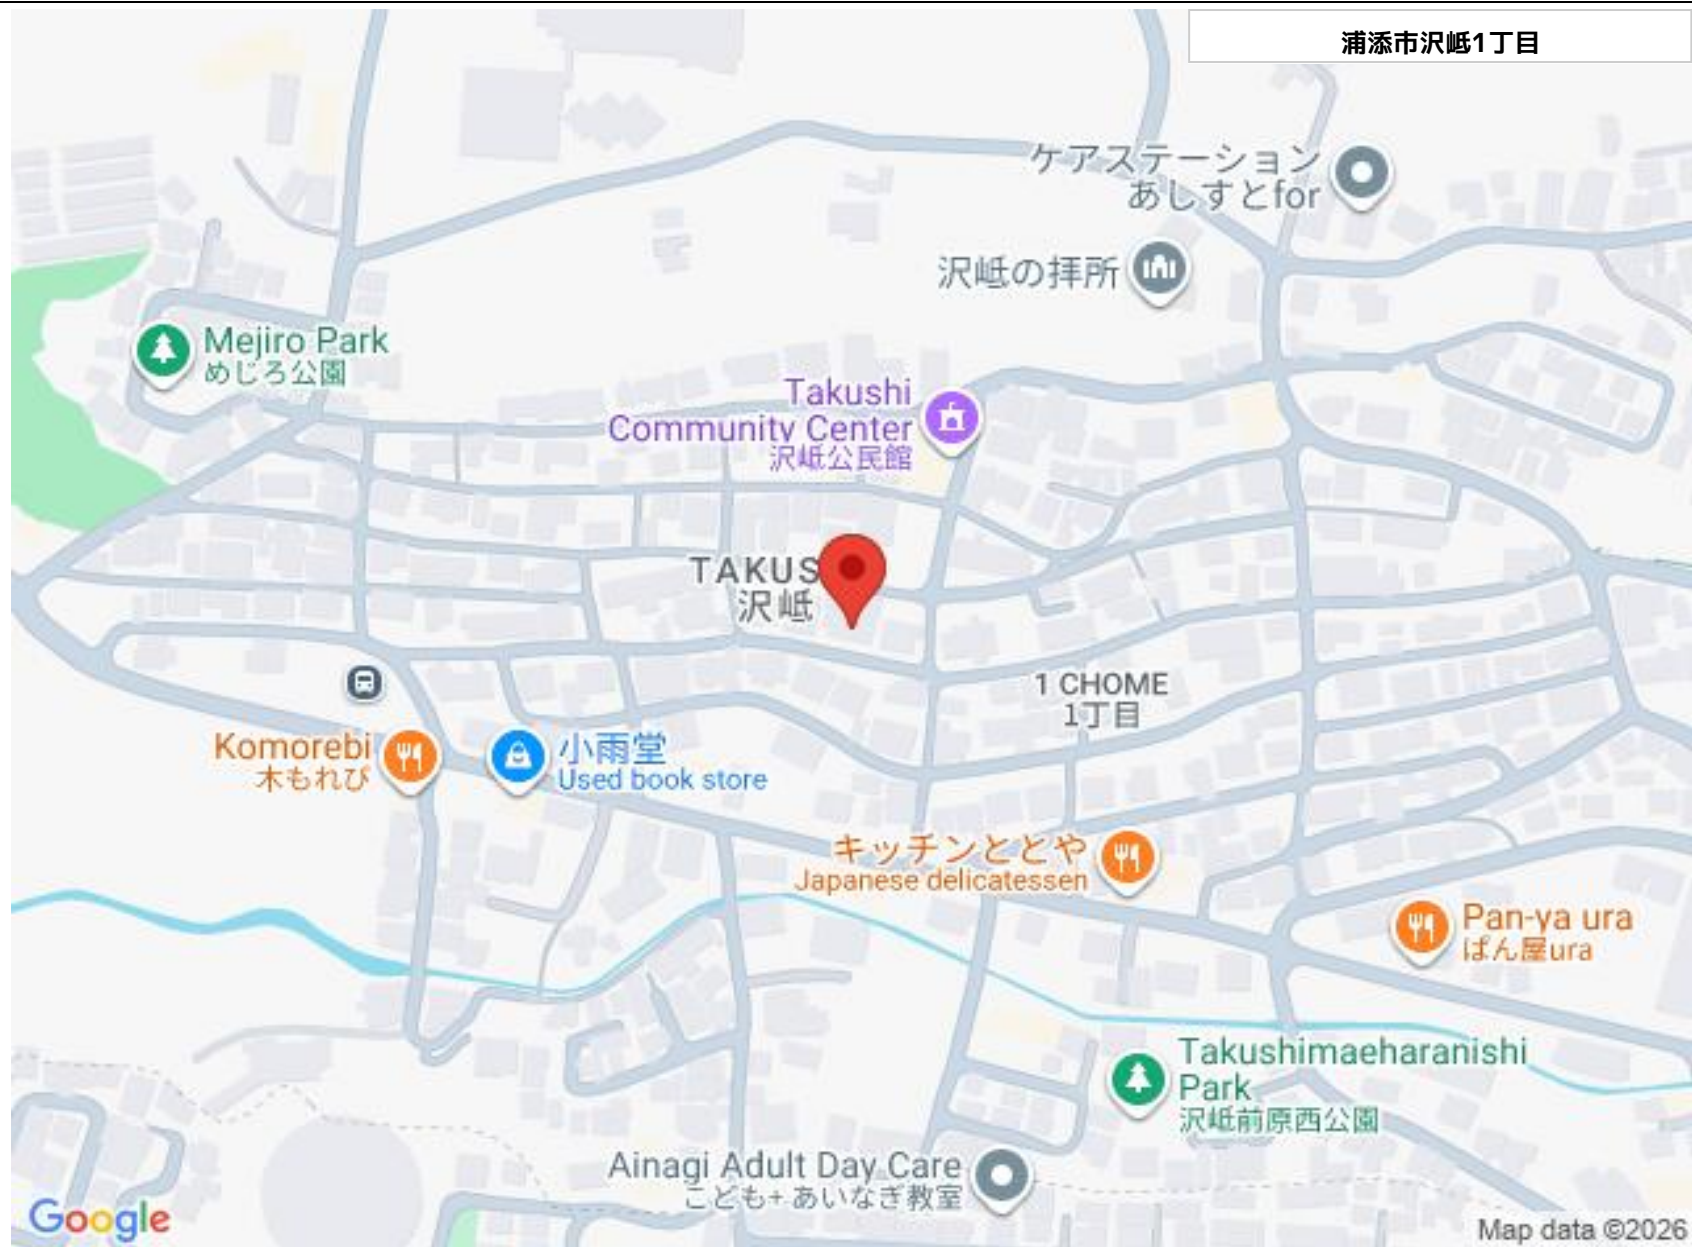 浦添市沢岻1丁目
ケアステーション
あしすとfor
沢岻の拝所
Mejiro Park
めじろ公園
Takushi
Community Center
沢岻公民館
TAKUS
沢岻
1 CHOME
1丁目
Komorebi
木もれび
小雨堂
Used book store
キッチンととや
Japanese delicatessen
Pan-ya ura
ぱん屋ura
Takushimaeharanishi
Park
沢岻前原西公園
Ainagi Adult Day Care
こども+ あいなぎ教室
Google
Map data ©2026